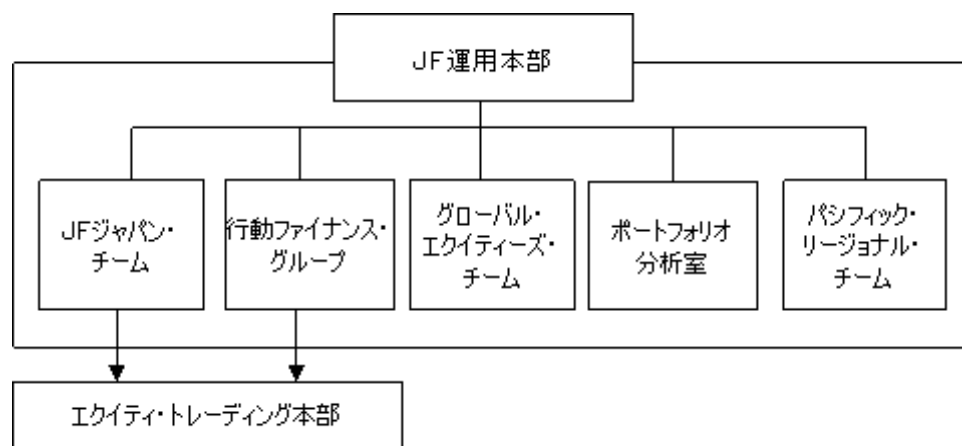 JF運用本部
JFジャパン・
チーム
行動ファイナンス・
グループ
グローバル・
エクイティーズ・
チーム
ポートフォリオ
分析室
パシフィック・
リージョナル・
チーム
エクイティ・トレーディング本部